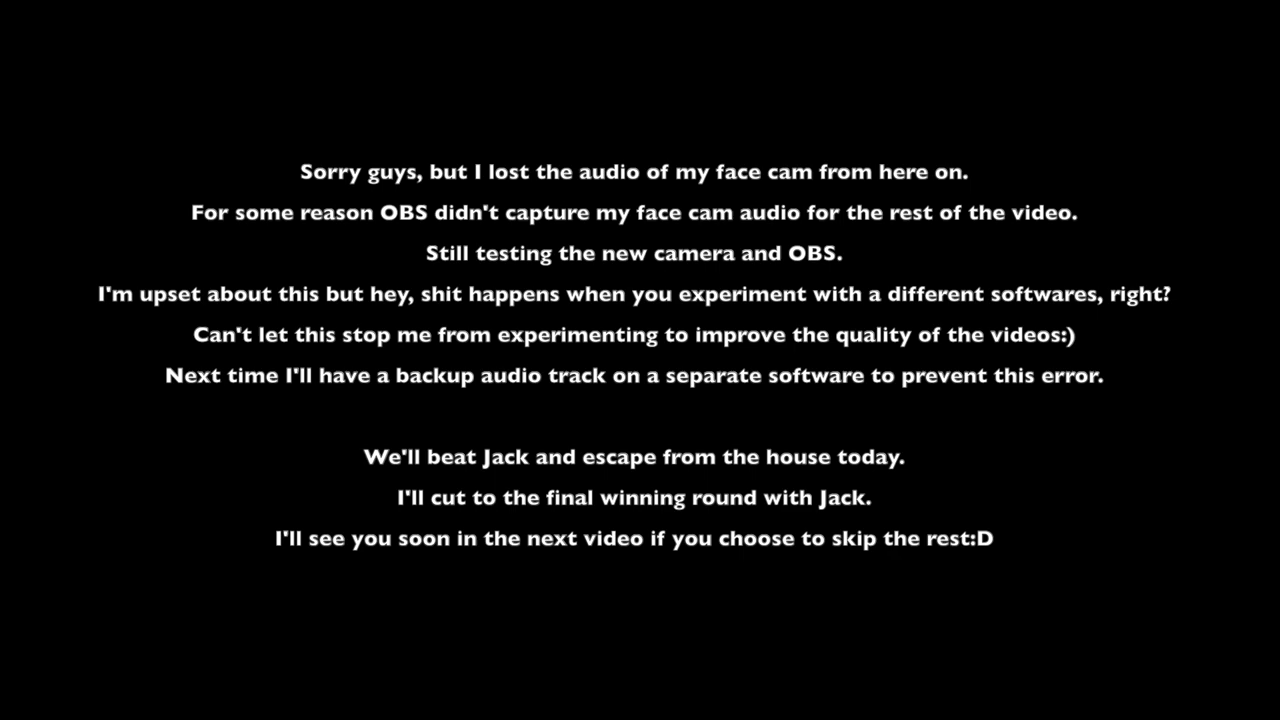 Sorry guys, but I lost the audio of my face cam from here on.
For some reason OBS didn't capture my face cam audio for the rest of the video.
Still testing the new camera and OBS.
I'm upset about this but hey, shit happens when you experiment with a different softwares, right?
Can't let this stop me from experimenting to improve the quality of the videos:)
Next time I'll have a backup audio track on a separate software to prevent this error.
We'll beat Jack and escape from the house today.
I'll cut to the final winning round with Jack.
I'll see you soon in the next video if you choose to skip the rest:D